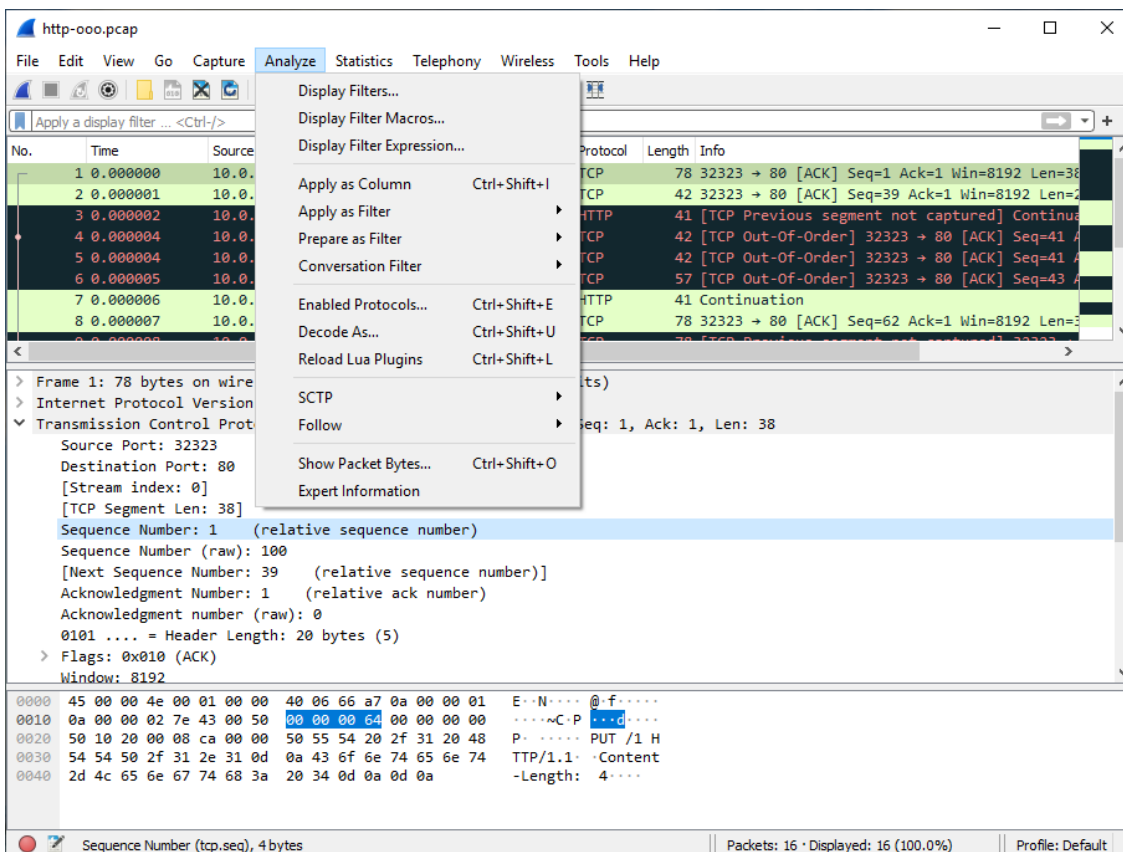 http-ooo.pcap
File Edit View Go Capture Analyze Statistics Telephony Wireless Tools Help
Apply a display filter ... <Ctrl-/>
Display Filters...
Display Filter Macros...
Display Filter Expression...
Apply as Column Ctrl+Shift+I
Apply as Filter
Prepare as Filter
Conversation Filter
Enabled Protocols... Ctrl+Shift+E
Decode As... Ctrl+Shift+U
Reload Lua Plugins Ctrl+Shift+L
SCTP
Follow
Show Packet Bytes... Ctrl+Shift+O
Expert Information
No. Time Source Protocol Length Info
1 0.000000 10.0. TCP 78 32323 → 80 [ACK] Seq=1 Ack=1 Win=8192 Len=38
2 0.000001 10.0. TCP 42 32323 → 80 [ACK] Seq=39 Ack=1 Win=8192 Len=2
3 0.000002 10.0. HTTP 41 [TCP Previous segment not captured] Continua
4 0.000004 10.0. TCP 42 [TCP Out-Of-Order] 32323 → 80 [ACK] Seq=41 A
5 0.000004 10.0. TCP 42 [TCP Out-Of-Order] 32323 → 80 [ACK] Seq=41 A
6 0.000005 10.0. TCP 57 [TCP Out-Of-Order] 32323 → 80 [ACK] Seq=43 A
7 0.000006 10.0. HTTP 41 Continuation
8 0.000007 10.0. TCP 78 32323 → 80 [ACK] Seq=62 Ack=1 Win=8192 Len=3
Frame 1: 78 bytes on wire ts)
Internet Protocol Version
Transmission Control Prot Seq: 1, Ack: 1, Len: 38
Source Port: 32323
Destination Port: 80
[Stream index: 0]
[TCP Segment Len: 38]
Sequence Number: 1 (relative sequence number)
Sequence Number (raw): 100
[Next Sequence Number: 39 (relative sequence number)]
Acknowledgment Number: 1 (relative ack number)
Acknowledgment number (raw): 0
0101 .... = Header Length: 20 bytes (5)
Flags: 0x010 (ACK)
Window: 8192
0000 45 00 00 4e 00 01 00 00 40 06 66 a7 0a 00 00 01 E··N···· @·f·····
0010 0a 00 00 02 7e 43 00 50 00 00 00 64 00 00 00 00 ····~C·P ···d····
0020 50 10 20 00 08 ca 00 00 50 55 54 20 2f 31 20 48 P· ····· PUT /1 H
0030 54 54 50 2f 31 2e 31 0d 0a 43 6f 6e 74 65 6e 74 TTP/1.1· ·Content
0040 2d 4c 65 6e 67 74 68 3a 20 34 0d 0a 0d 0a -Length: 4····
Sequence Number (tcp.seq), 4 bytes Packets: 16 · Displayed: 16 (100.0%) Profile: Default